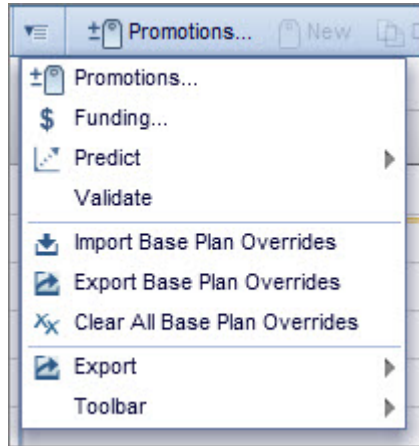 Promotions... New
Promotions...
Funding...
Predict
Validate
Import Base Plan Overrides
Export Base Plan Overrides
Clear All Base Plan Overrides
Export
Toolbar